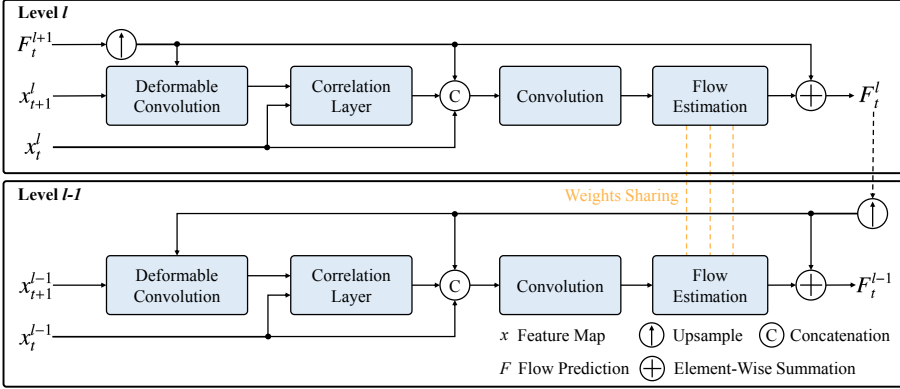 Level l
F_t^{l+1}
x_{t+1}^l
Deformable
Convolution
Correlation
Layer
C
Convolution
Flow
Estimation
F_t^l
x_t^l
Weights Sharing
Level l-1
x_{t+1}^{l-1}
Deformable
Convolution
Correlation
Layer
C
Convolution
Flow
Estimation
F_t^{l-1}
x_t^{l-1}
x Feature Map
Upsample
C Concatenation
F Flow Prediction
Element-Wise Summation